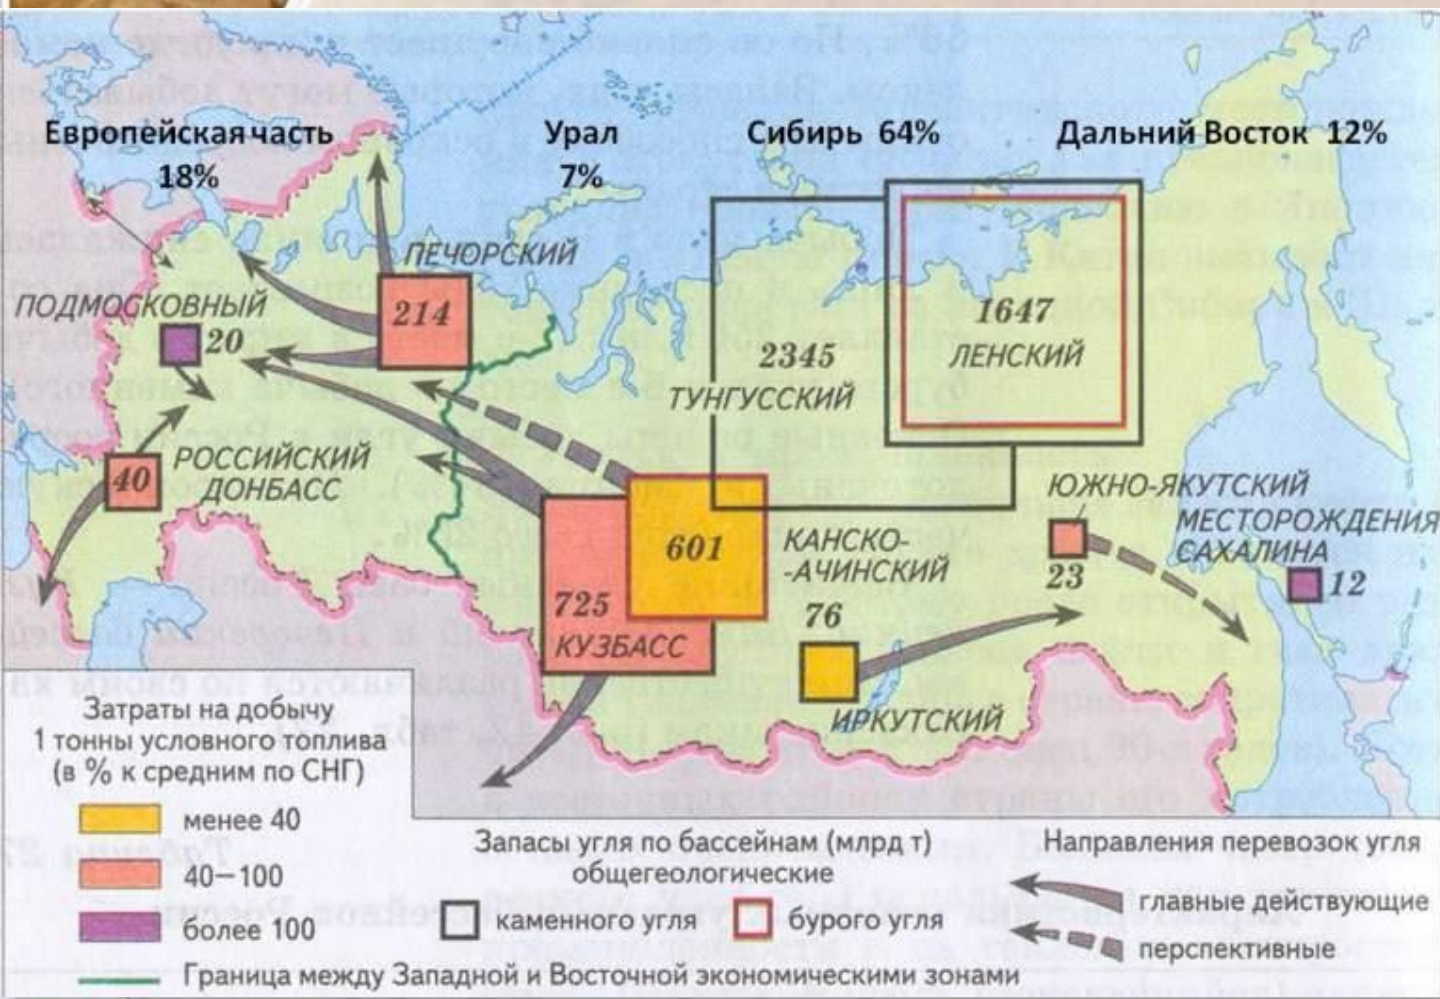 Европейская часть
18%
Урал
7%
Сибирь 64%
Дальний Восток 12%
ПЕЧОРСКИЙ
214
ПОДМОСКОВНЫЙ
20
1647
ЛЕНСКИЙ
2345
ТУНГУССКИЙ
40
РОССИЙСКИЙ
ДОНБАСС
601
КАНСКО-
-АЧИНСКИЙ
725
КУЗБАСС
76
ИРКУТСКИЙ
ЮЖНО-ЯКУТСКИЙ
23
МЕСТОРОЖДЕНИЯ
САХАЛИНА
12
Затраты на добычу
1 тонны условного топлива
(в % к средним по СНГ)
менее 40
40–100
более 100
Запасы угля по бассейнам (млрд т)
общегеологические
каменного угля
бурого угля
Направления перевозок угля
главные действующие
перспективные
Граница между Западной и Восточной экономическими зонами